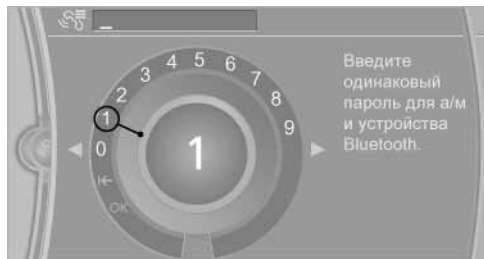 _
Введите
одинаковый
пароль для а/м
и устройства
Bluetooth.
0
1
2
3
4
5
6
7
8
9
OK
1